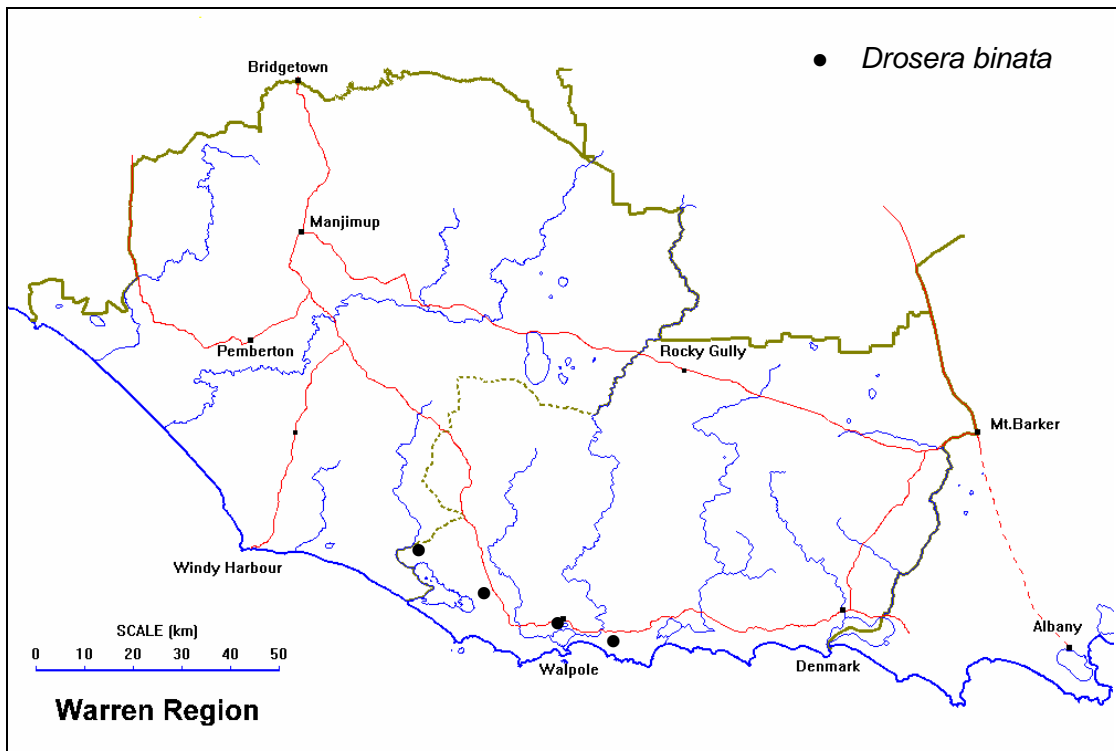 Drosera binata
Bridgetown
Manjimup
Pemberton
Rocky Gully
Mt.Barker
Windy Harbour
SCALE (km)
0 10 20 30 40 50
Walpole
Denmark
Albany
Warren Region